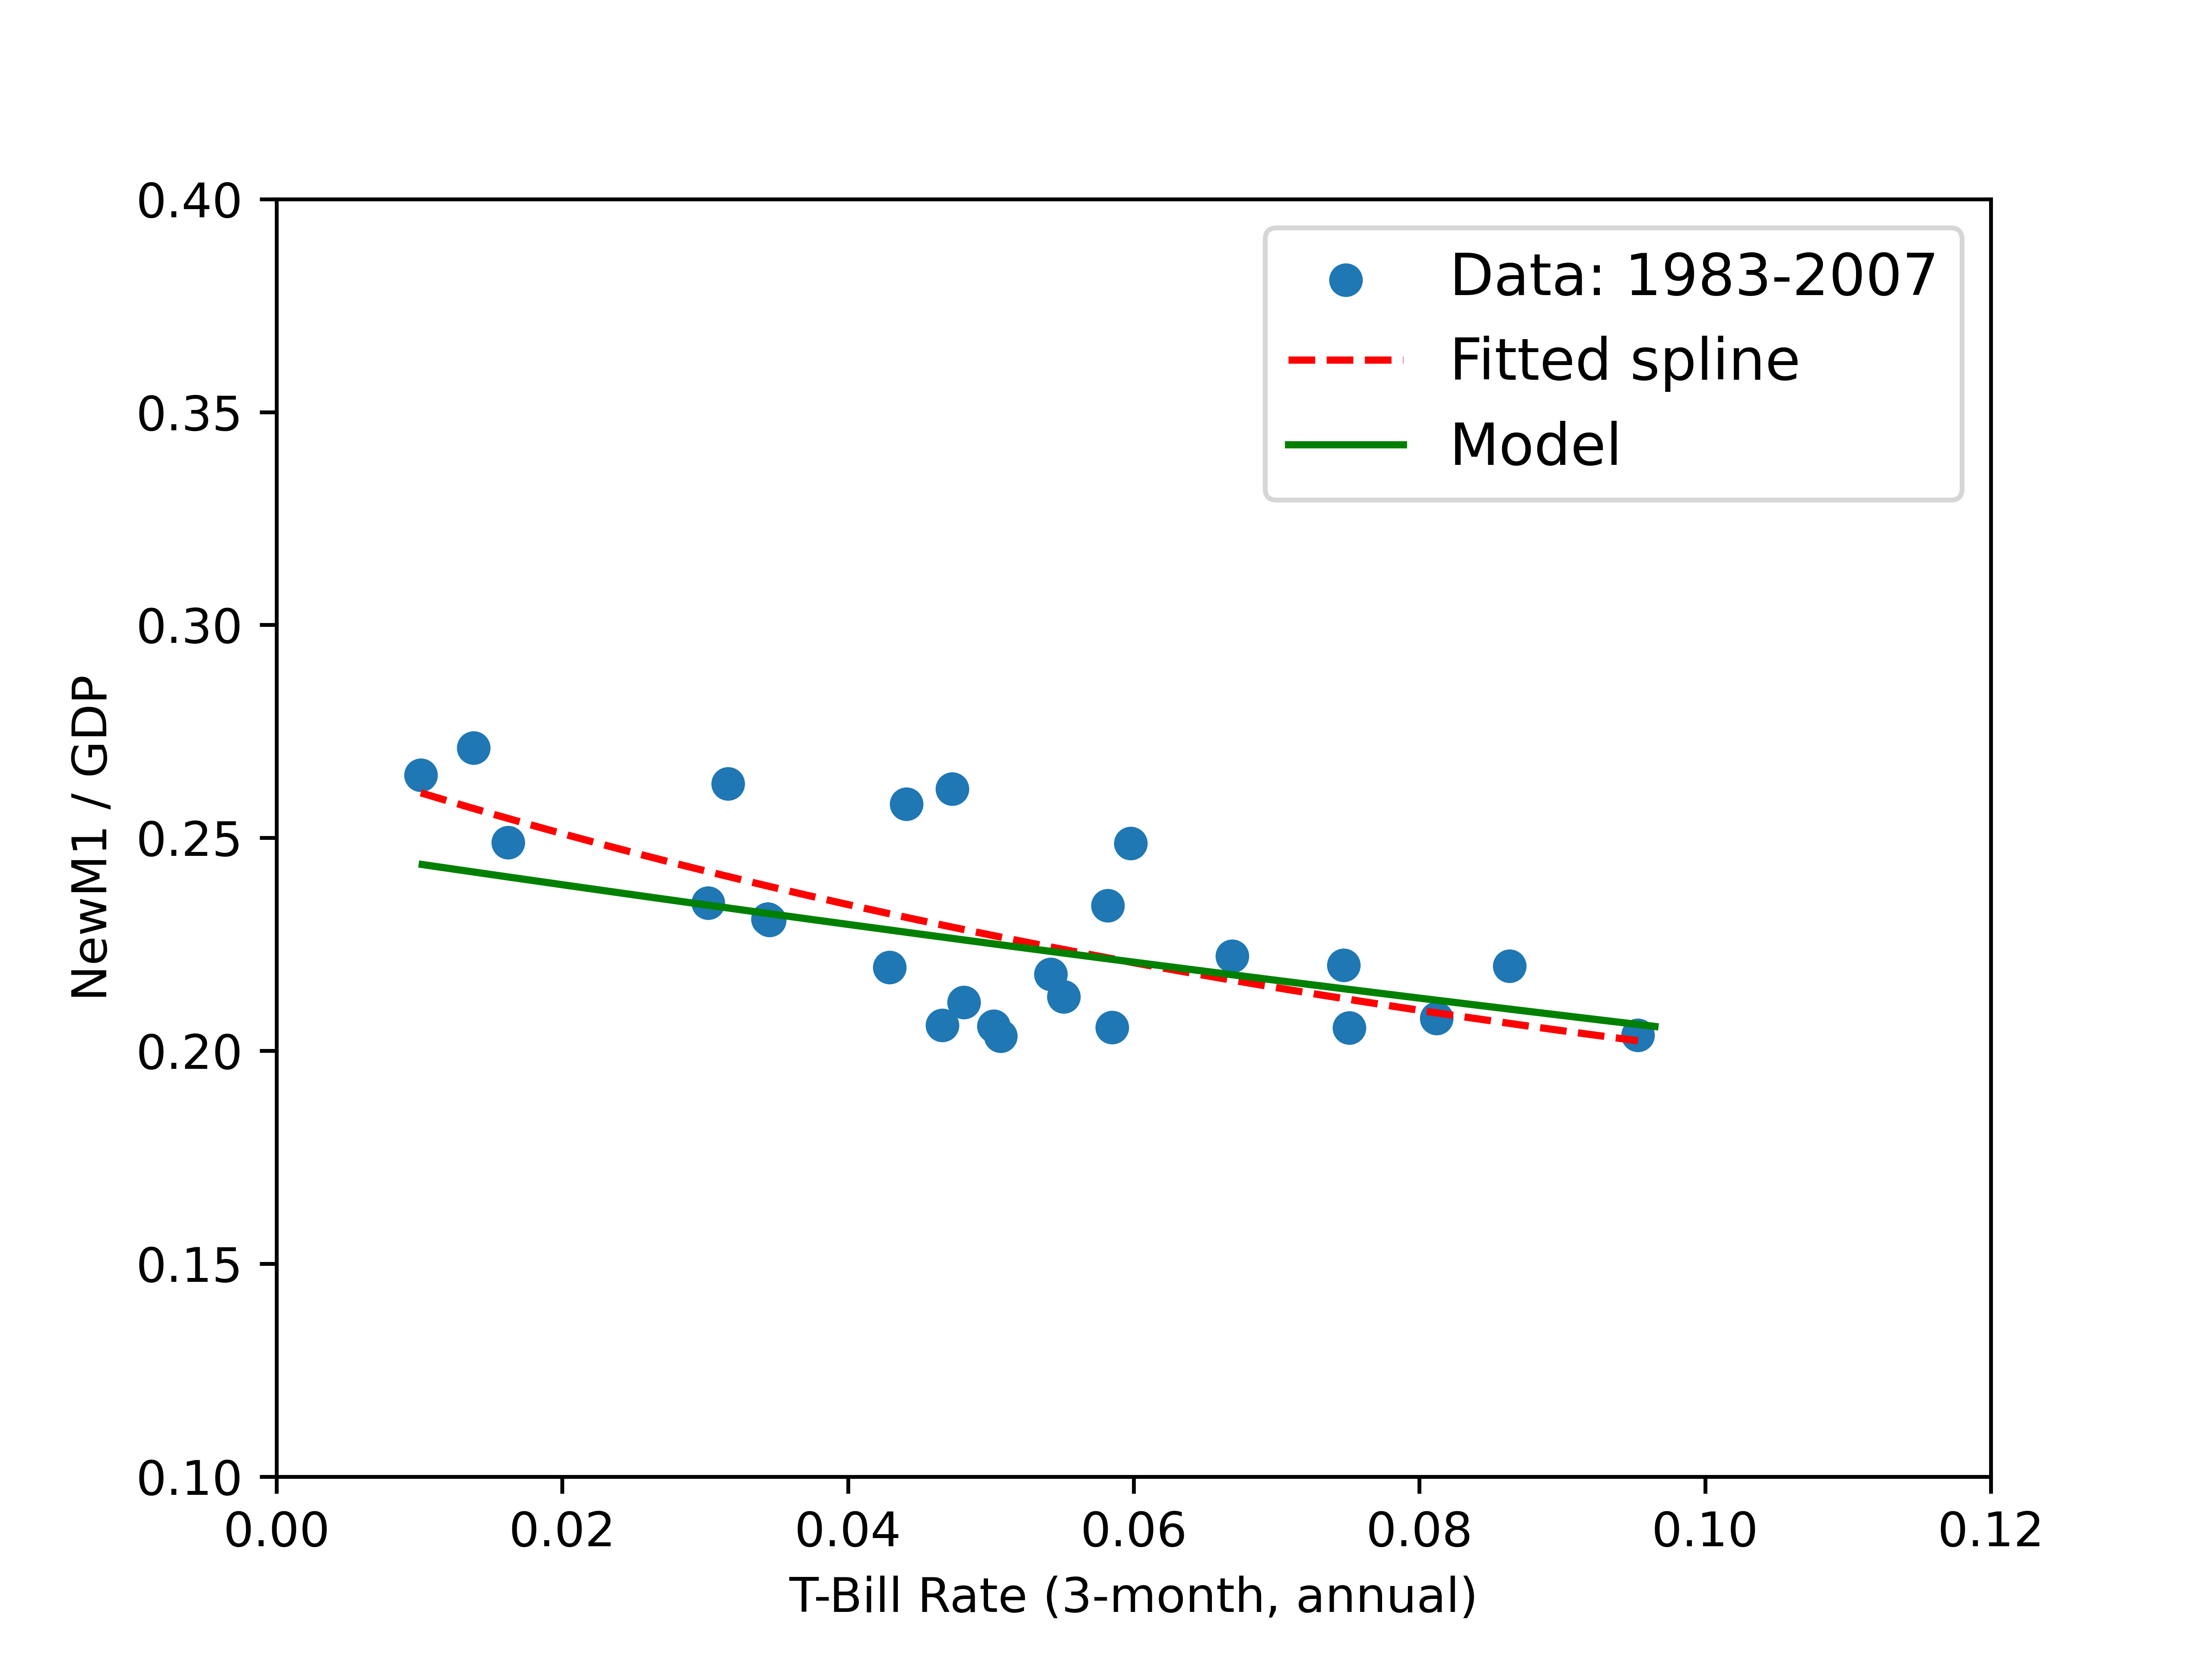 0.40
0.35
0.30
0.25
0.20
0.15
0.10
NewM1 / GDP
Data: 1983-2007
Fitted spline
Model
0.00 0.02 0.04 0.06 0.08 0.10 0.12
T-Bill Rate (3-month, annual)